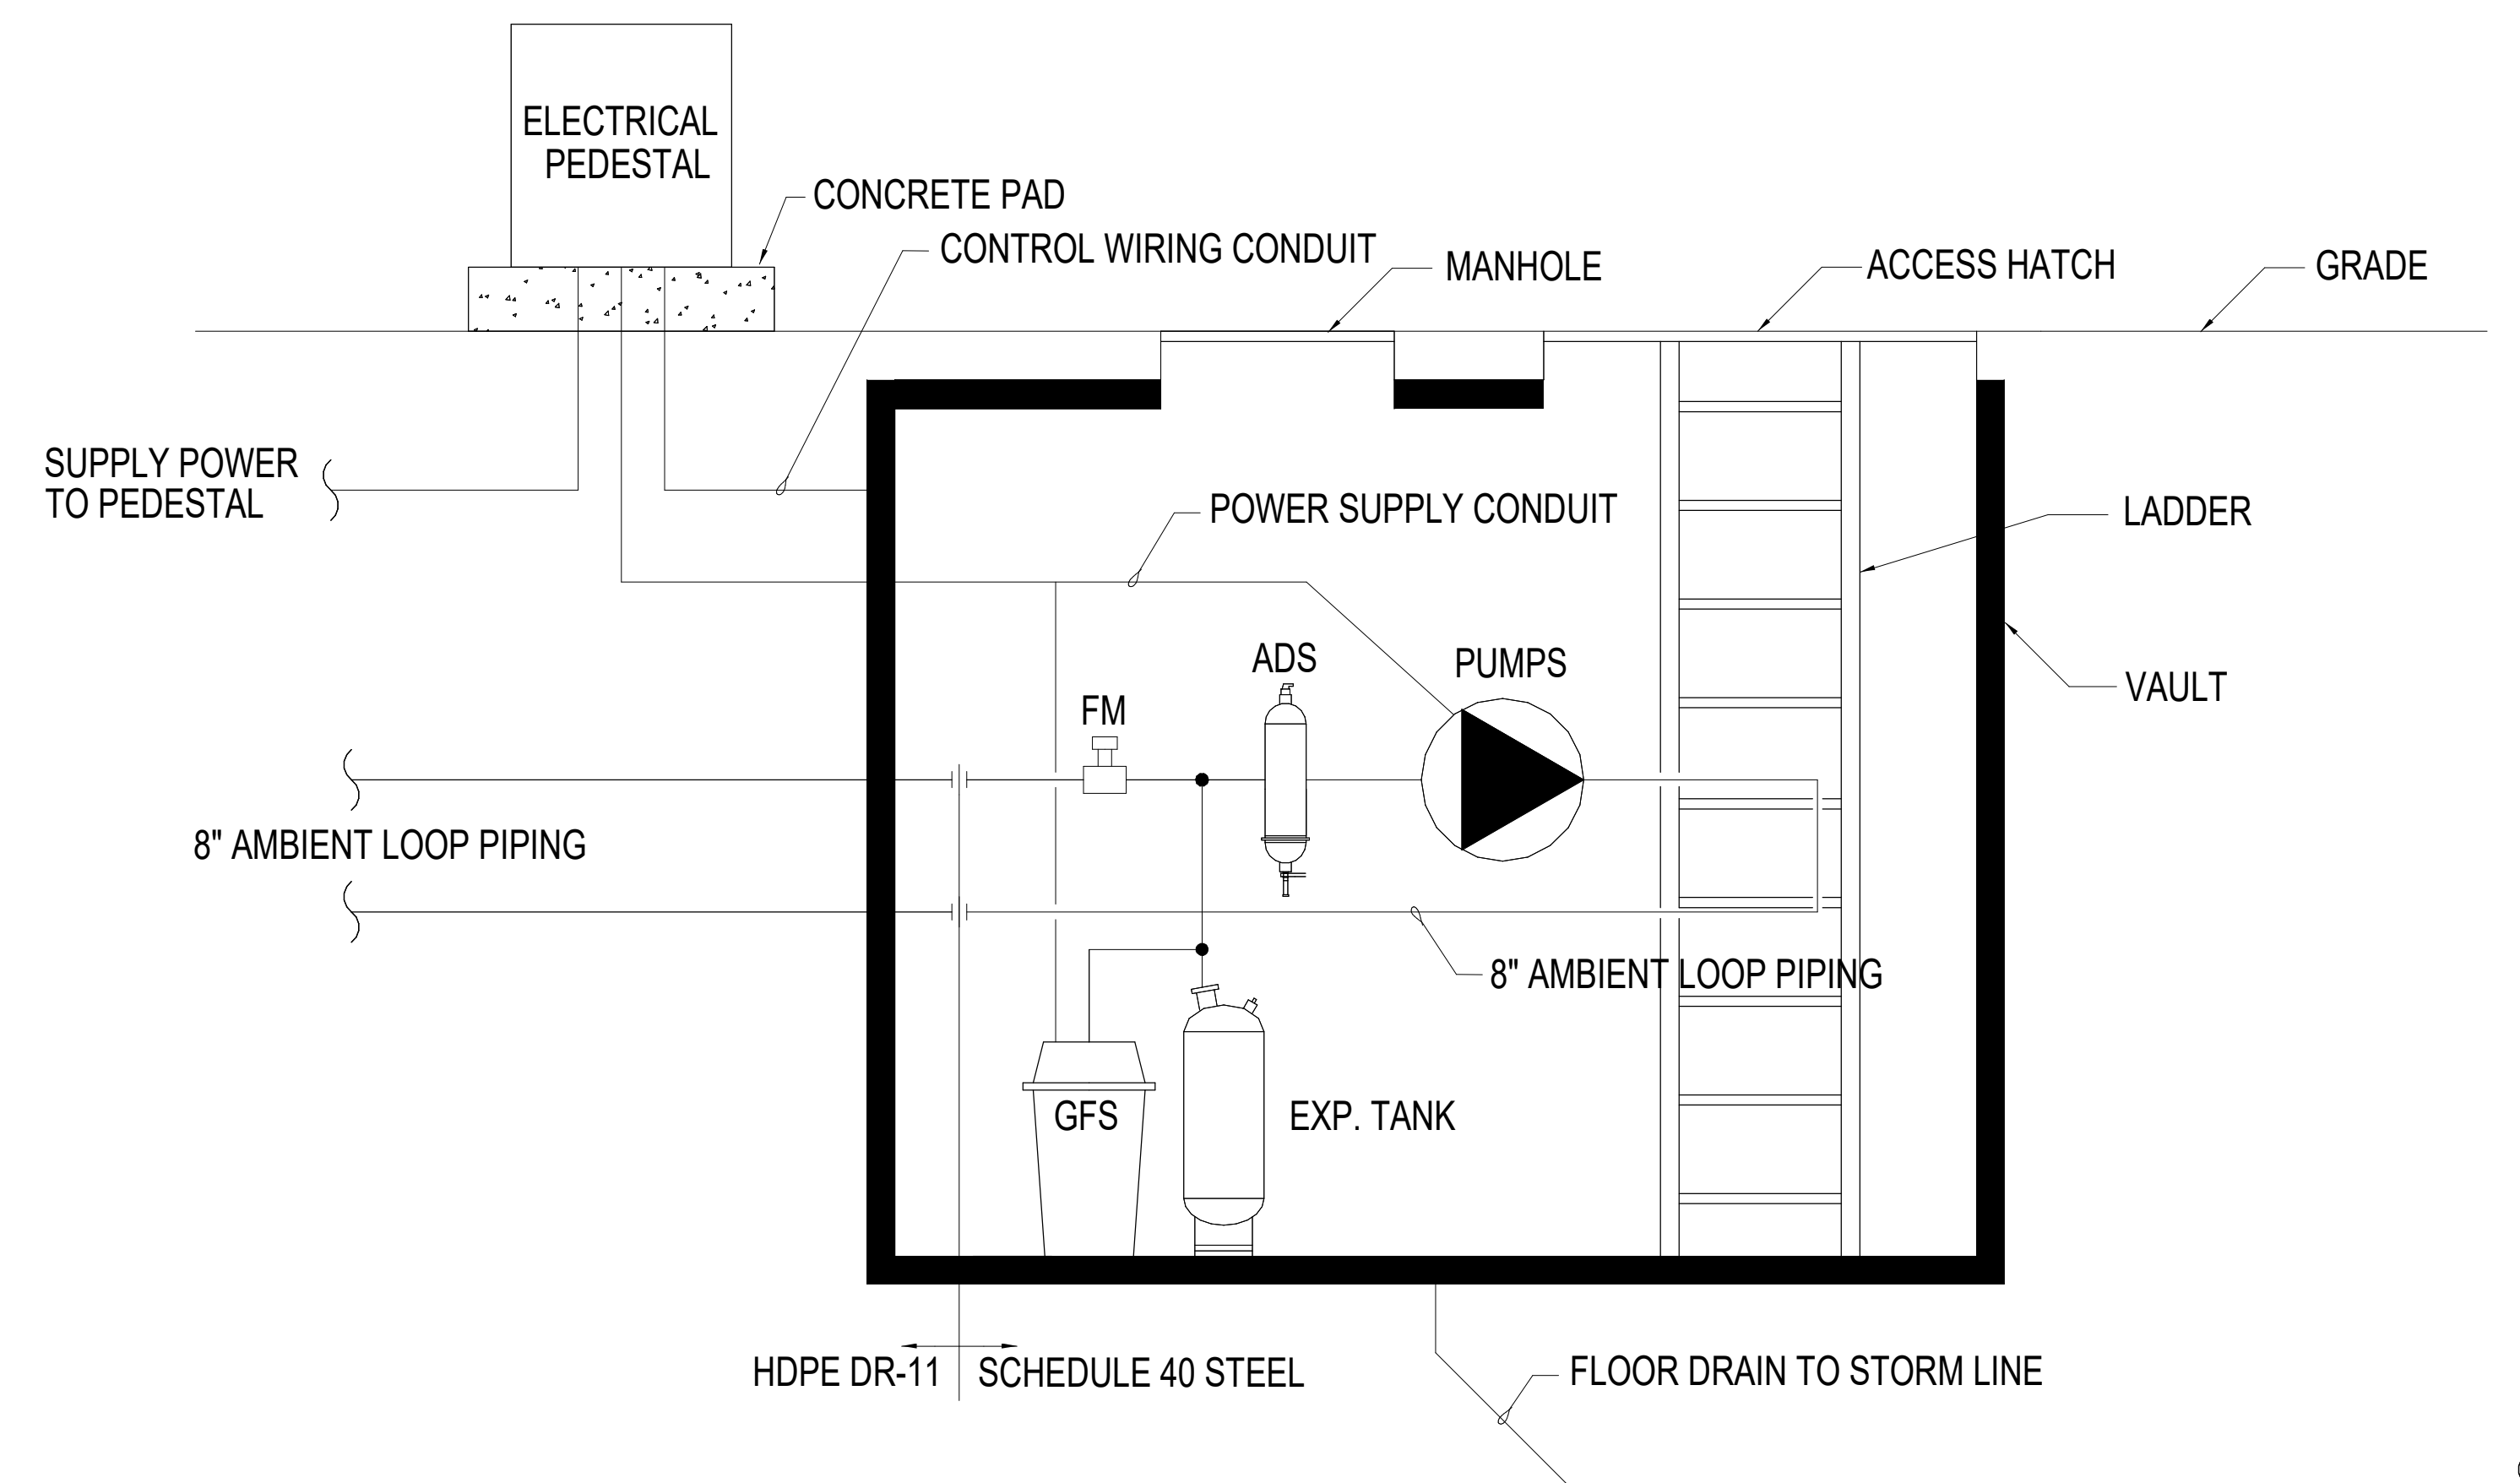 ELECTRICAL
PEDESTAL
CONCRETE PAD
CONTROL WIRING CONDUIT
MANHOLE
ACCESS HATCH
GRADE
SUPPLY POWER
TO PEDESTAL
POWER SUPPLY CONDUIT
LADDER
ADS
PUMPS
VAULT
FM
8" AMBIENT LOOP PIPING
8" AMBIENT LOOP PIPING
GFS
EXP. TANK
HDPE DR-11
SCHEDULE 40 STEEL
FLOOR DRAIN TO STORM LINE